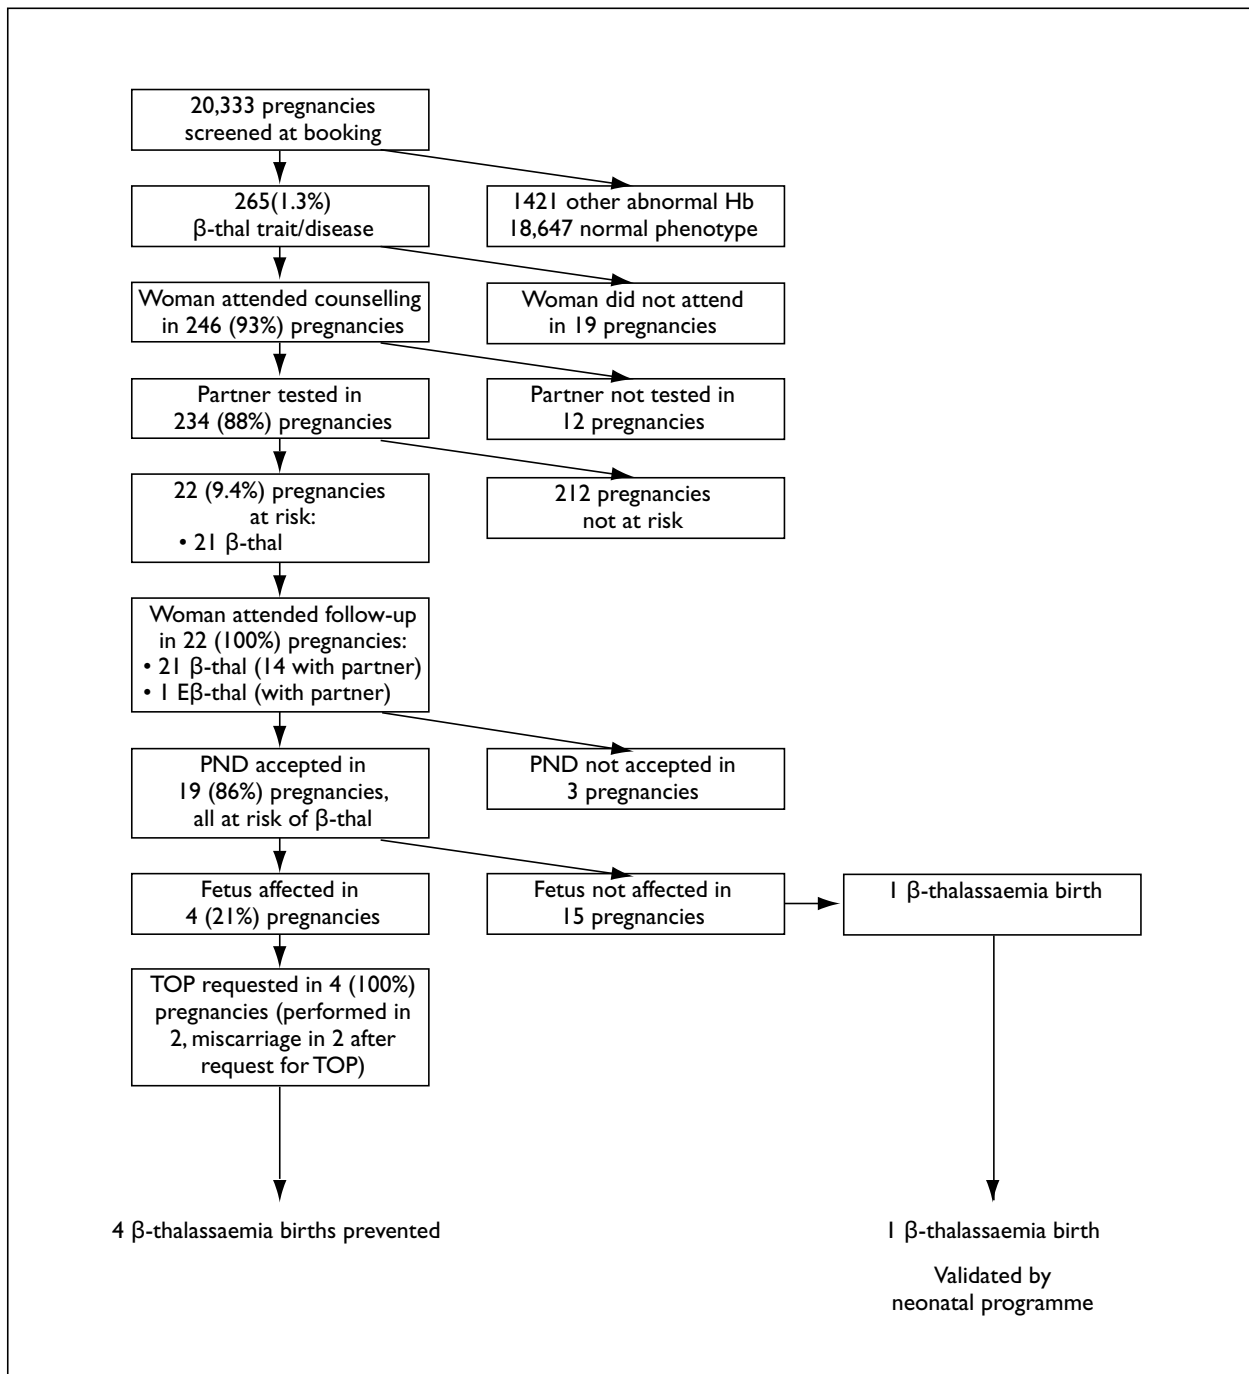 20,333 pregnancies
screened at booking
265(1.3%)
β-thal trait/disease
1421 other abnormal Hb
18,647 normal phenotype
Woman attended counselling
in 246 (93%) pregnancies
Woman did not attend
in 19 pregnancies
Partner tested in
234 (88%) pregnancies
Partner not tested in
12 pregnancies
22 (9.4%) pregnancies
at risk:
• 21 β-thal
212 pregnancies
not at risk
Woman attended follow-up
in 22 (100%) pregnancies:
• 21 β-thal (14 with partner)
• 1 Eβ-thal (with partner)
PND accepted in
19 (86%) pregnancies,
all at risk of β-thal
PND not accepted in
3 pregnancies
Fetus affected in
4 (21%) pregnancies
Fetus not affected in
15 pregnancies
1 β-thalassaemia birth
TOP requested in 4 (100%)
pregnancies (performed in
2, miscarriage in 2 after
request for TOP)
4 β-thalassaemia births prevented
1 β-thalassaemia birth
Validated by
neonatal programme